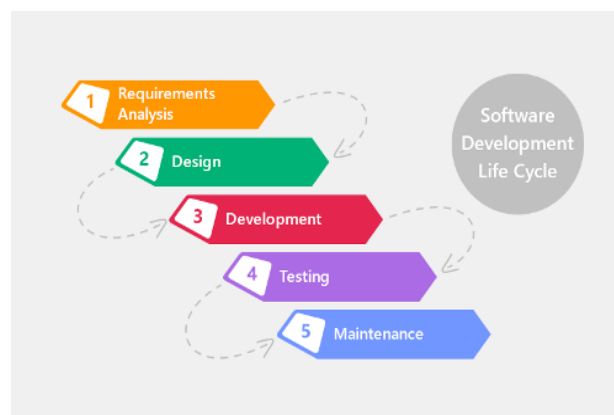 1
Requirements
Analysis
2
Design
3
Development
4
Testing
5
Maintenance
Software
Development
Life Cycle